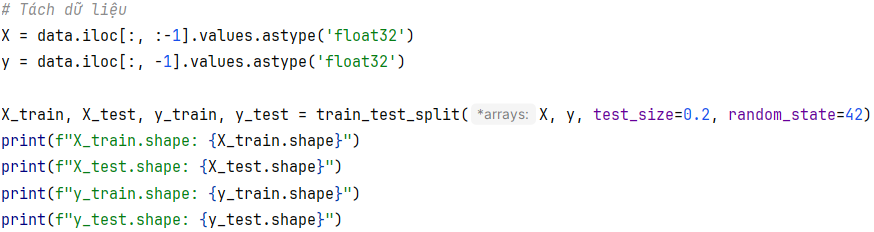 # Tách dữ liệu
X = data.iloc[:, :-1].values.astype('float32')
y = data.iloc[:, -1].values.astype('float32')
X_train, X_test, y_train, y_test = train_test_split( *arrays: X, y, test_size=0.2, random_state=42)
print(f"X_train.shape: {X_train.shape}")
print(f"X_test.shape: {X_test.shape}")
print(f"y_train.shape: {y_train.shape}")
print(f"y_test.shape: {y_test.shape}")